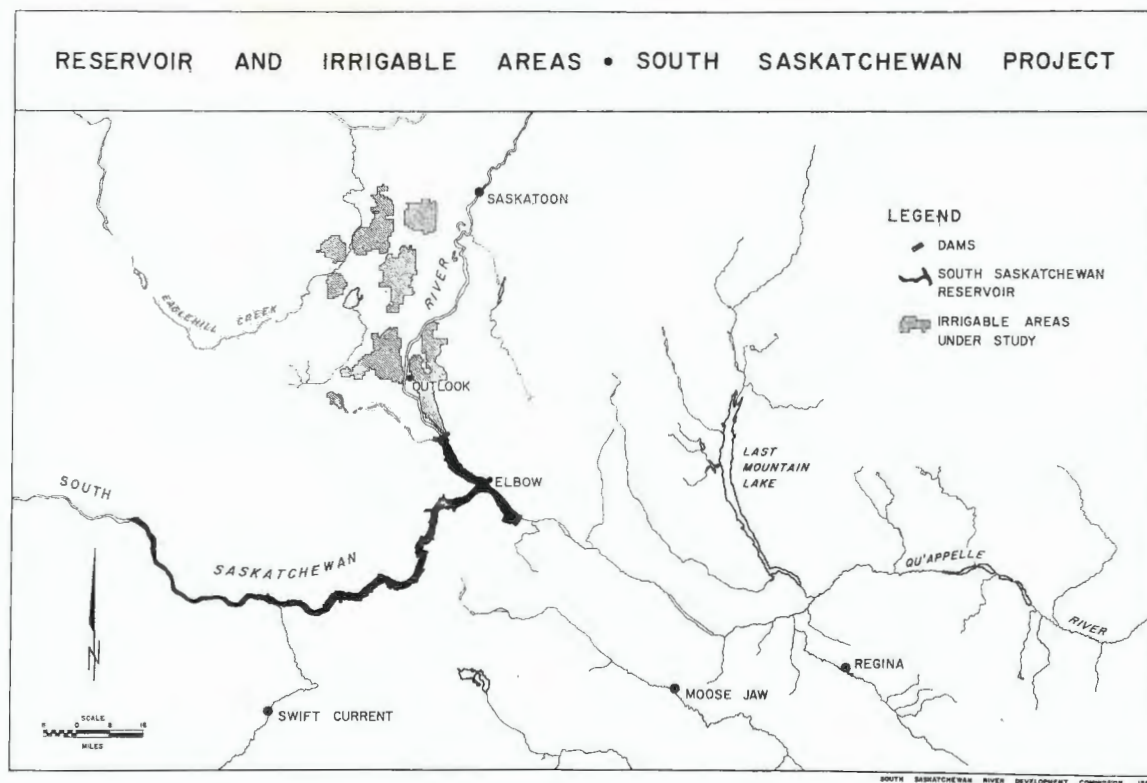 RESERVOIR AND IRRIGABLE AREAS • SOUTH SASKATCHEWAN PROJECT
SASKATOON
LEGEND
DAMS
SOUTH SASKATCHEWAN
RESERVOIR
IRRIGABLE AREAS
UNDER STUDY
RIVER
EAGLEHILL CREEK
OUTLOOK
LAST
MOUNTAIN
LAKE
ELBOW
SOUTH
SASKATCHEWAN
QU'APPELLE
RIVER
N
REGINA
MOOSE JAW
SWIFT CURRENT
SCALE
8 16
MILES
SOUTH SASKATCHEWAN RIVER DEVELOPMENT COMMISSION